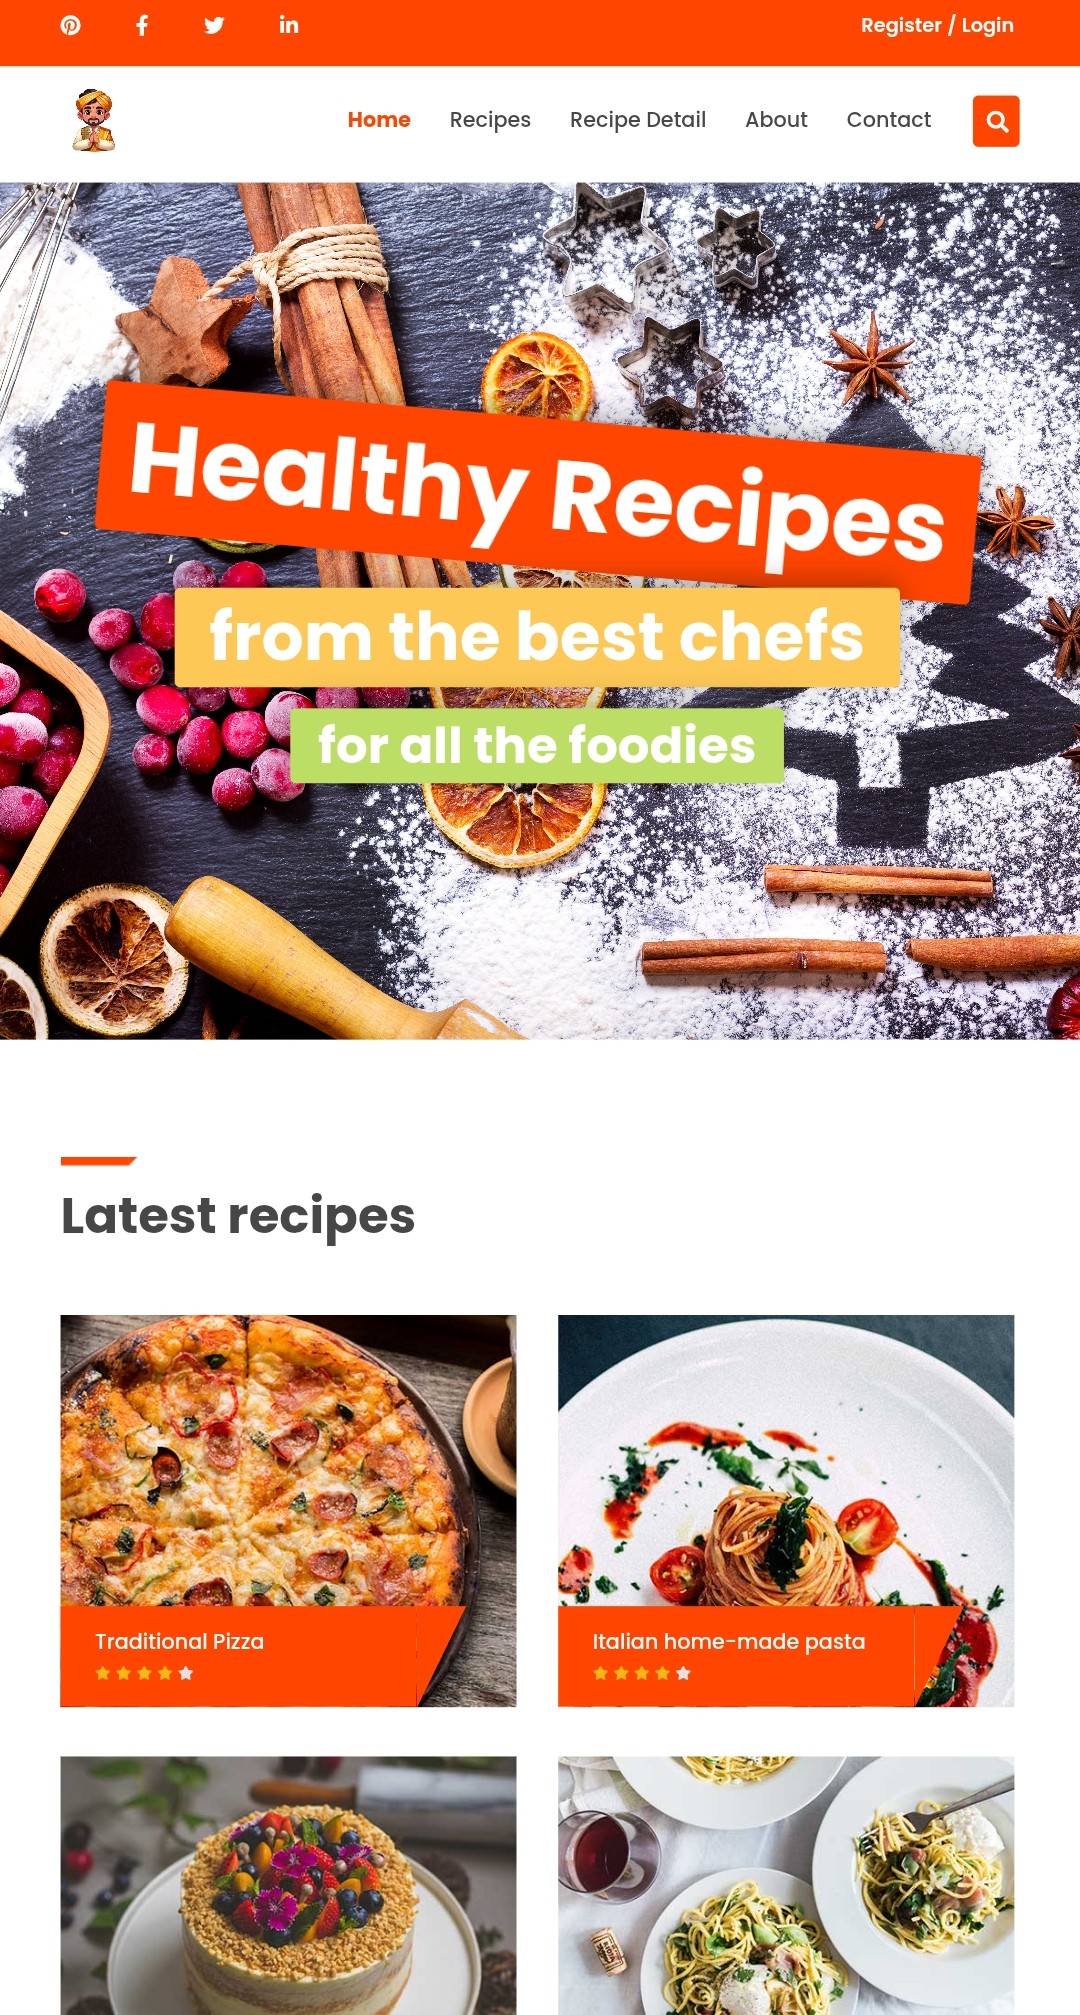 Register / Login
Home Recipes Recipe Detail About Contact
Healthy Recipes
from the best chefs
for all the foodies
Latest recipes
Traditional Pizza
Italian home-made pasta